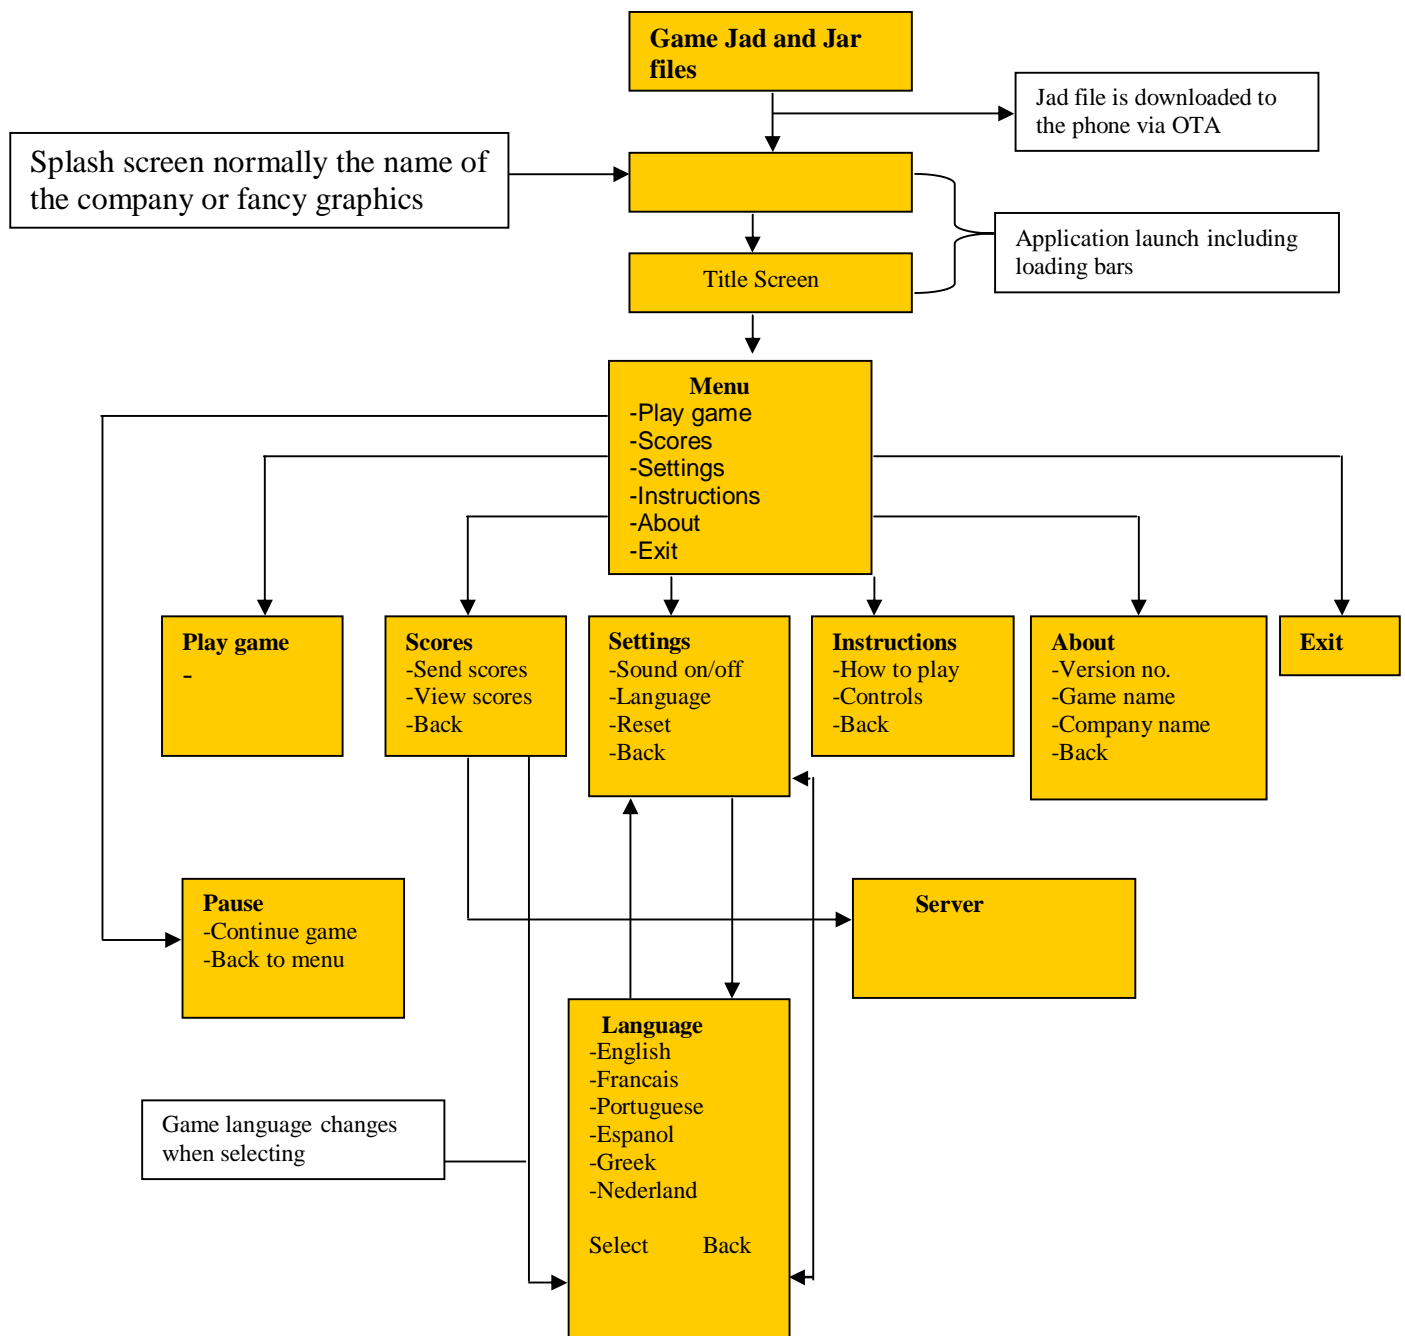 Game Jad and Jar
files
Jad file is downloaded to
the phone via OTA
Splash screen normally the name of
the company or fancy graphics
Application launch including
loading bars
Title Screen
Menu
-Play game
-Scores
-Settings
-Instructions
-About
-Exit
Play game
-
Scores
-Send scores
-View scores
-Back
Settings
-Sound on/off
-Language
-Reset
-Back
Instructions
-How to play
-Controls
-Back
About
-Version no.
-Game name
-Company name
-Back
Exit
Pause
-Continue game
-Back to menu
Server
Language
-English
-Francais
-Portuguese
-Espanol
-Greek
-Nederland
Select Back
Game language changes
when selecting